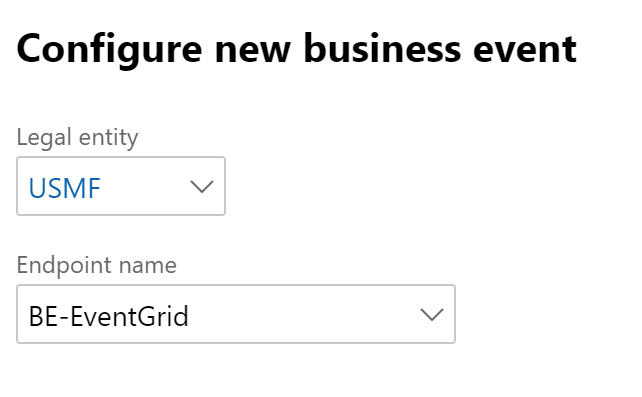 Configure new business event
Legal entity
USMF
Endpoint name
BE-EventGrid